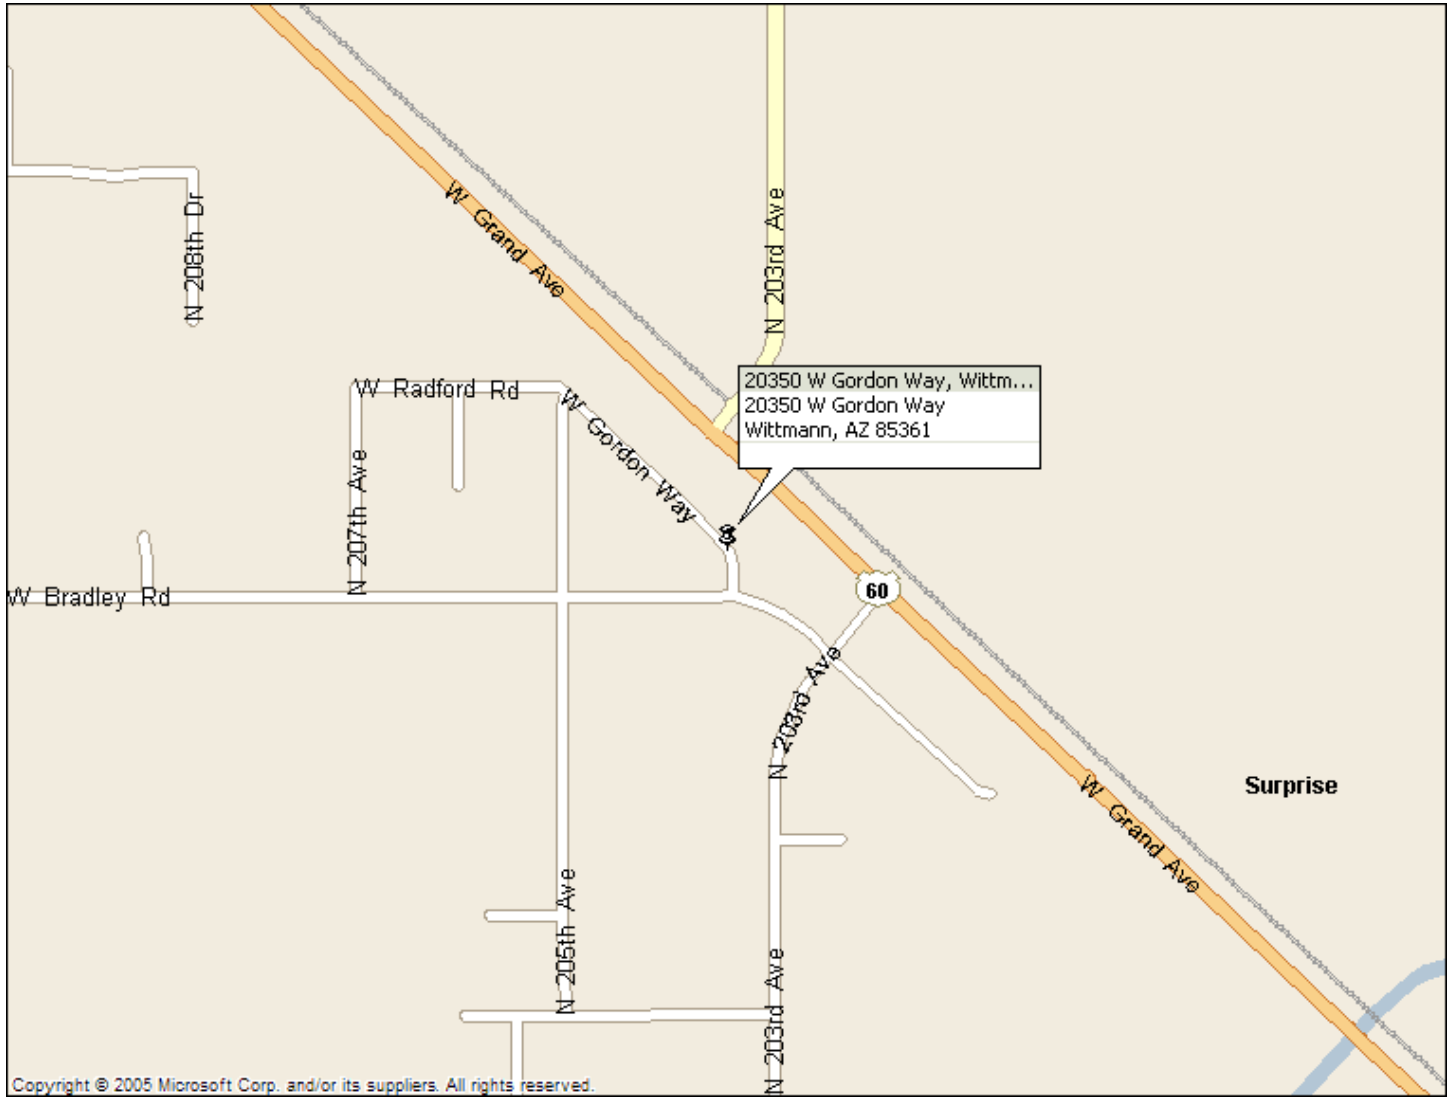 N 208th Dr
W Grand Ave
N 203rd Ave
20350 W Gordon Way, Wittm...
20350 W Gordon Way
Wittmann, AZ 85361
W Radford Rd
W Gordon Way
N 207th Ave
W Bradley Rd
60
N 203rd Ave
Surprise
W Grand Ave
N 205th Ave
N 203rd Ave
Copyright © 2005 Microsoft Corp. and/or its suppliers. All rights reserved.